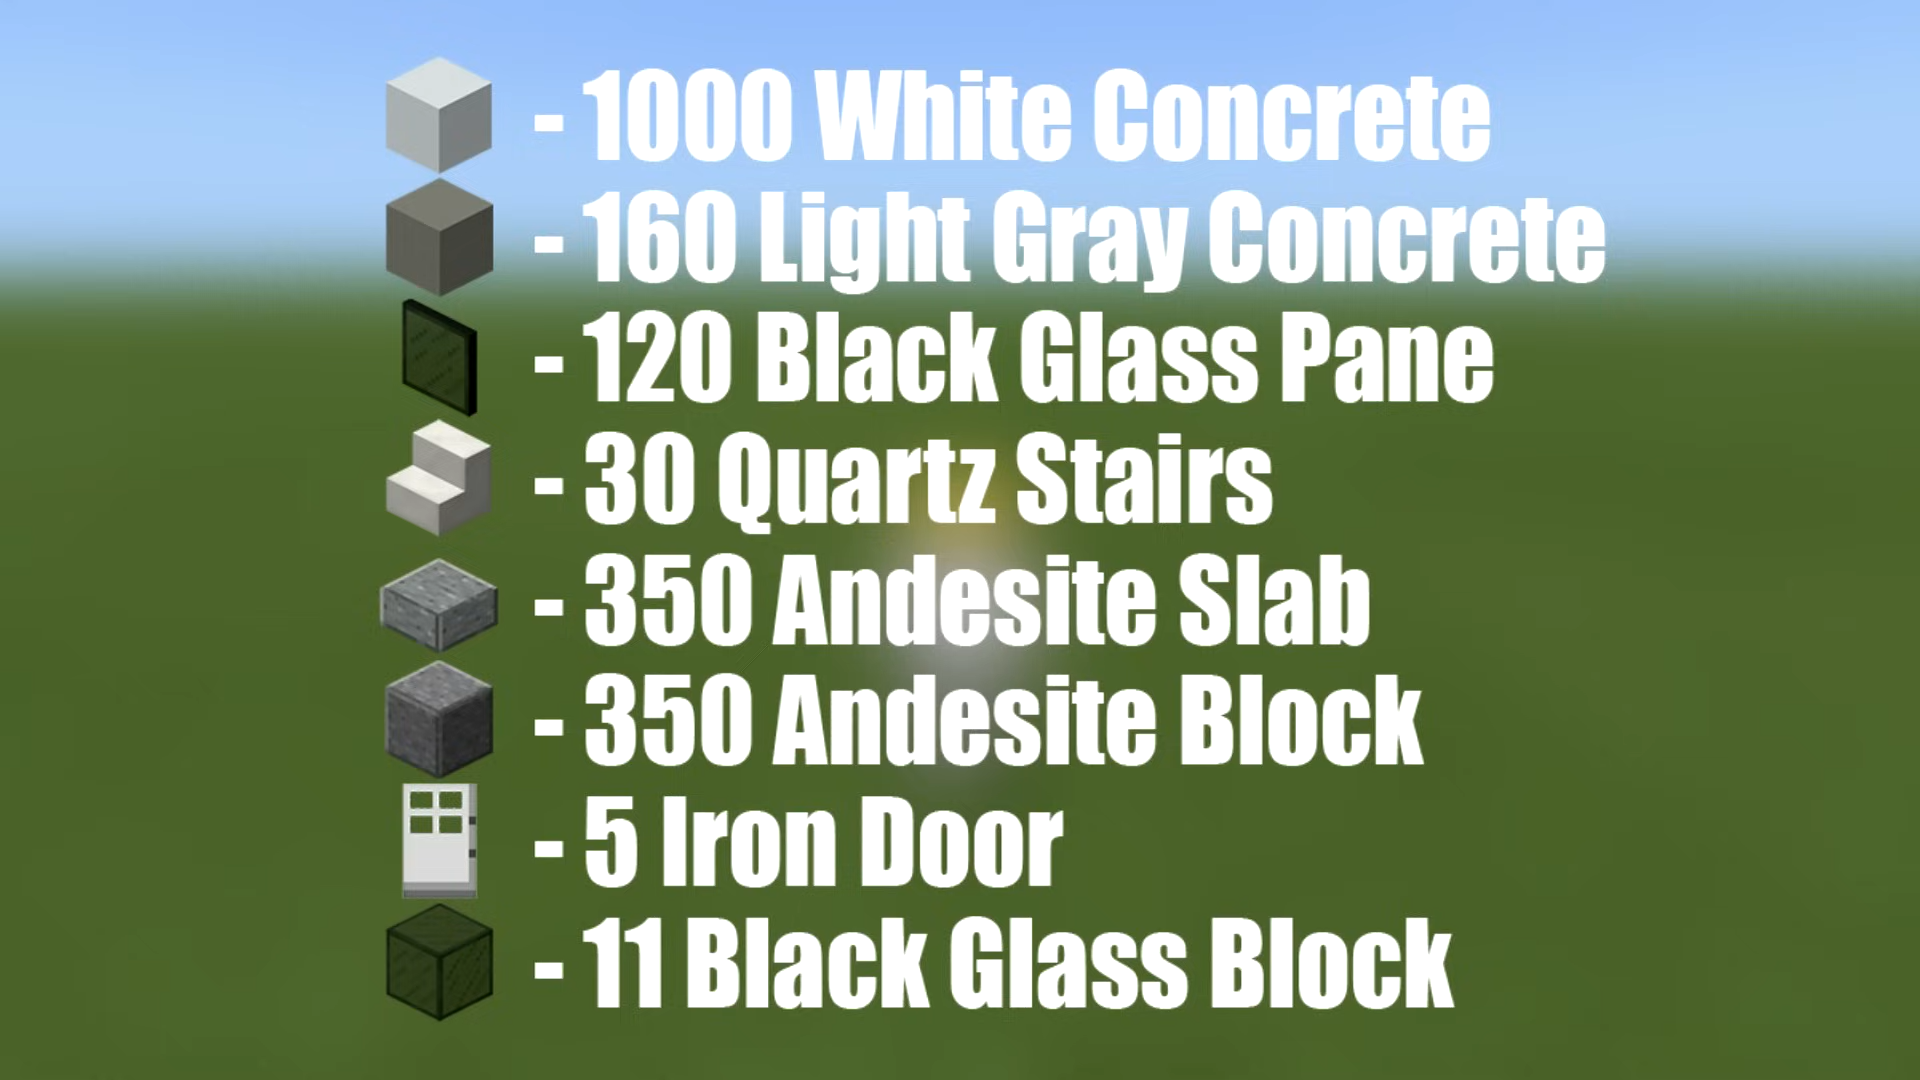 - 1000 White Concrete
- 160 Light Gray Concrete
- 120 Black Glass Pane
- 30 Quartz Stairs
- 350 Andesite Slab
- 350 Andesite Block
- 5 Iron Door
- 11 Black Glass Block